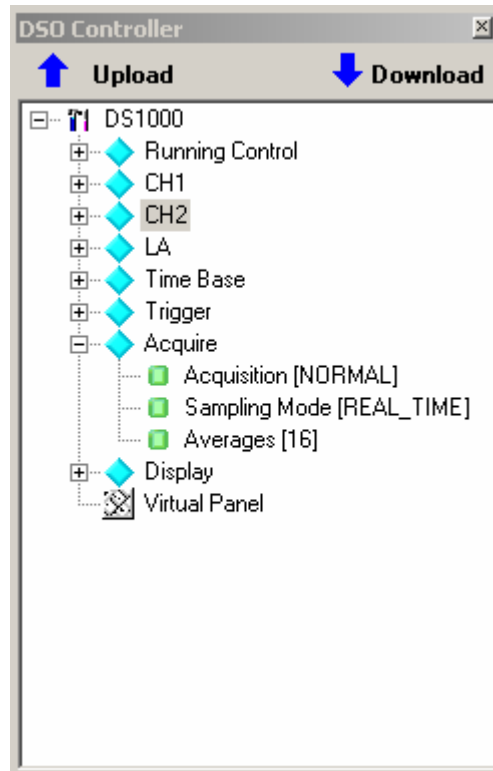 DSO Controller
Upload Download
DS1000
Running Control
CH1
CH2
LA
Time Base
Trigger
Acquire
Acquisition [NORMAL]
Sampling Mode [REAL_TIME]
Averages [16]
Display
Virtual Panel